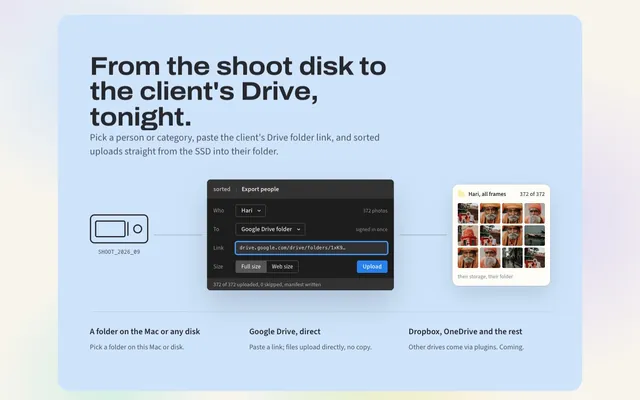 From the shoot disk to
the client's Drive,
tonight.
Pick a person or category, paste the client's Drive folder link, and sorted
uploads straight from the SSD into their folder.
SHOOT_2026_09
sorted Export people
Who Hari 372 photos
To Google Drive folder signed in once
Link drive.google.com/drive/folders/1xK9…
Size Full size Web size Upload
372 of 372 uploaded, 0 skipped, manifest written
Hari, all frames 372 of 372
their storage, their folder
A folder on the Mac or any disk
Pick a folder on this Mac or disk.
Google Drive, direct
Paste a link; files upload directly, no copy.
Dropbox, OneDrive and the rest
Other drives come via plugins. Coming.